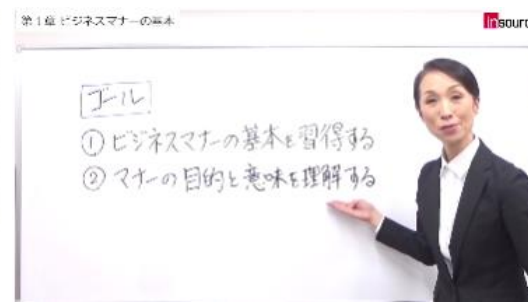 第1章 ビジネスマナーの基本
insourc
ゴール
① ビジネスマナーの基本を習得する
② マナーの目的と意味を理解する